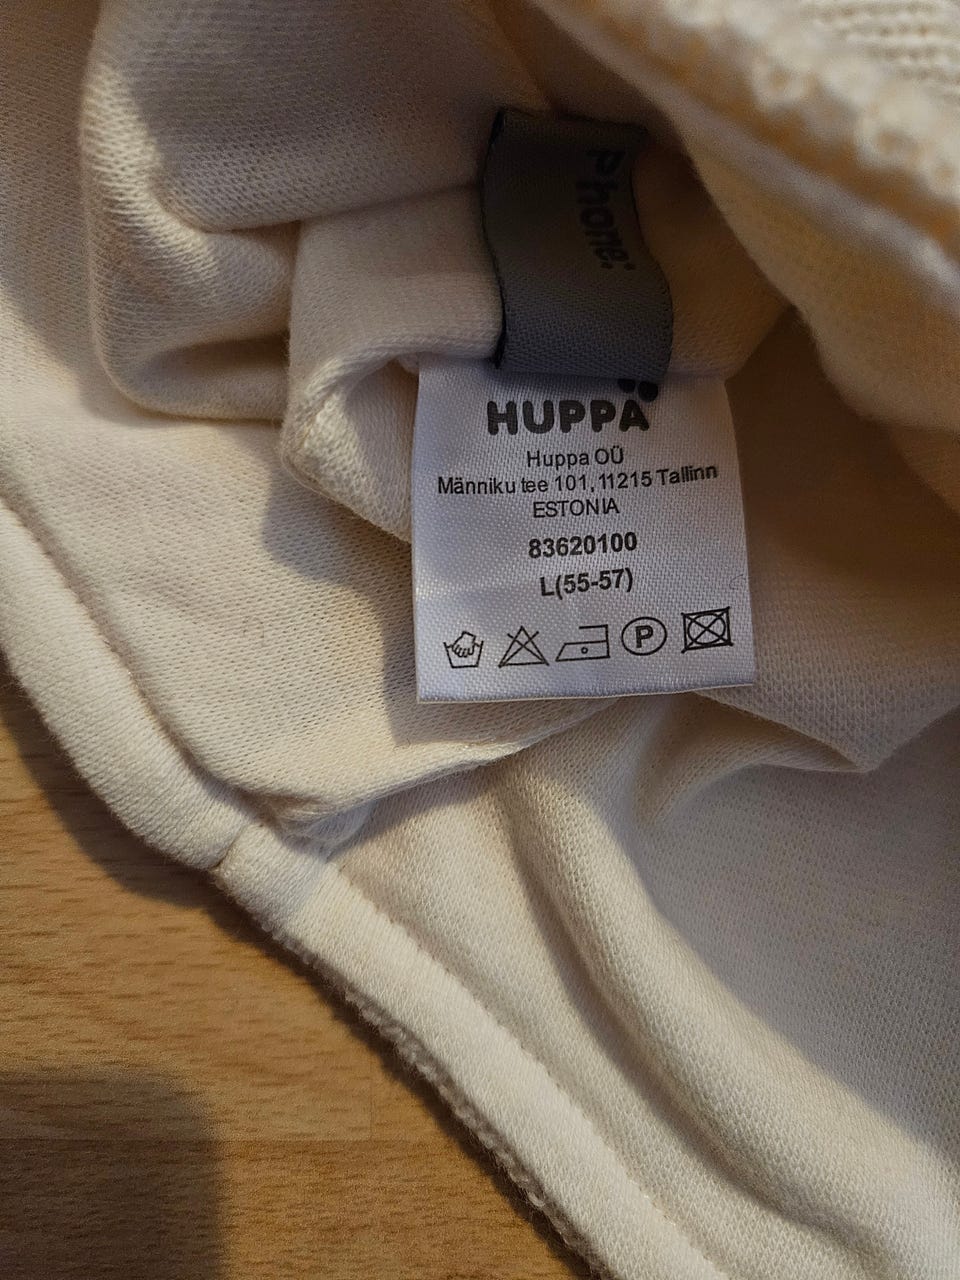 Phone:
HUPPA
Huppa OÜ
Männiku tee 101, 11215 Tallinn
ESTONIA
83620100
L(55-57)
P